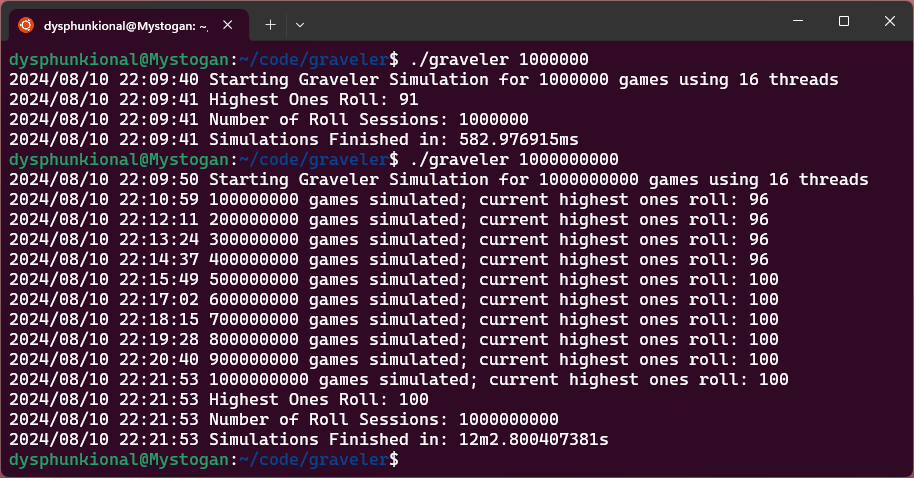 dysphunkional@Mystogan: ~,
dysphunkional@Mystogan:~/code/graveler$ ./graveler 1000000
2024/08/10 22:09:40 Starting Graveler Simulation for 1000000 games using 16 threads
2024/08/10 22:09:41 Highest Ones Roll: 91
2024/08/10 22:09:41 Number of Roll Sessions: 1000000
2024/08/10 22:09:41 Simulations Finished in: 582.976915ms
dysphunkional@Mystogan:~/code/graveler$ ./graveler 1000000000
2024/08/10 22:09:50 Starting Graveler Simulation for 1000000000 games using 16 threads
2024/08/10 22:10:59 100000000 games simulated; current highest ones roll: 96
2024/08/10 22:12:11 200000000 games simulated; current highest ones roll: 96
2024/08/10 22:13:24 300000000 games simulated; current highest ones roll: 96
2024/08/10 22:14:37 400000000 games simulated; current highest ones roll: 96
2024/08/10 22:15:49 500000000 games simulated; current highest ones roll: 100
2024/08/10 22:17:02 600000000 games simulated; current highest ones roll: 100
2024/08/10 22:18:15 700000000 games simulated; current highest ones roll: 100
2024/08/10 22:19:28 800000000 games simulated; current highest ones roll: 100
2024/08/10 22:20:40 900000000 games simulated; current highest ones roll: 100
2024/08/10 22:21:53 1000000000 games simulated; current highest ones roll: 100
2024/08/10 22:21:53 Highest Ones Roll: 100
2024/08/10 22:21:53 Number of Roll Sessions: 1000000000
2024/08/10 22:21:53 Simulations Finished in: 12m2.800407381s
dysphunkional@Mystogan:~/code/graveler$